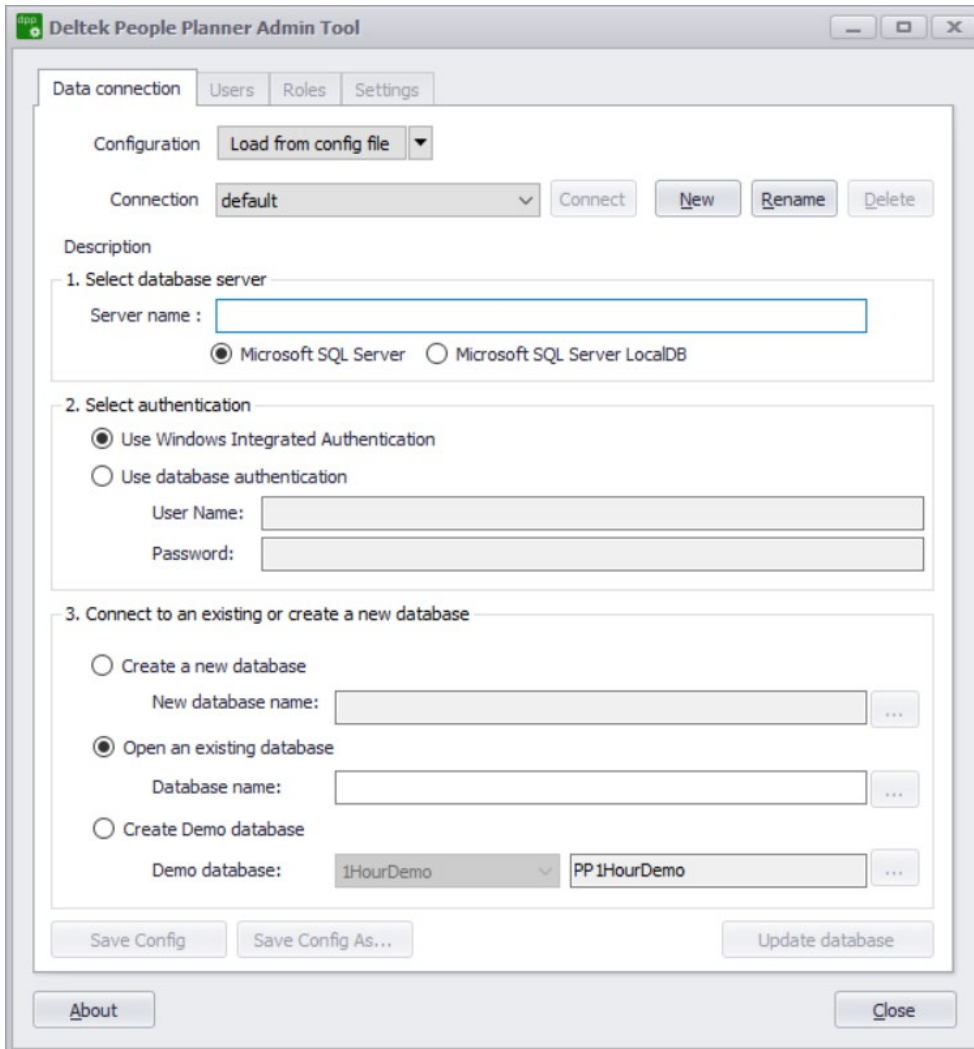 dpp
Deltek People Planner Admin Tool
Data connection Users Roles Settings
Configuration Load from config file
Connection default Connect New Rename Delete
Description
1. Select database server
Server name :
Microsoft SQL Server Microsoft SQL Server LocalDB
2. Select authentication
Use Windows Integrated Authentication
Use database authentication
User Name:
Password:
3. Connect to an existing or create a new database
Create a new database
New database name: ...
Open an existing database
Database name: ...
Create Demo database
Demo database: 1HourDemo PP1HourDemo ...
Save Config Save Config As... Update database
About Close